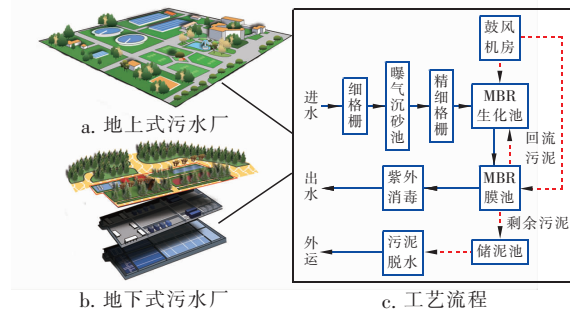 a. 地上式污水厂
b. 地下式污水厂
鼓风
机房
进
水
细
格
栅
曝
气
沉
砂
池
精
细
格
栅
MBR
生化池
回流
污泥
出
水
紫外
消毒
MBR
膜池
剩余污泥
外
运
污泥
脱水
储泥池
c. 工艺流程